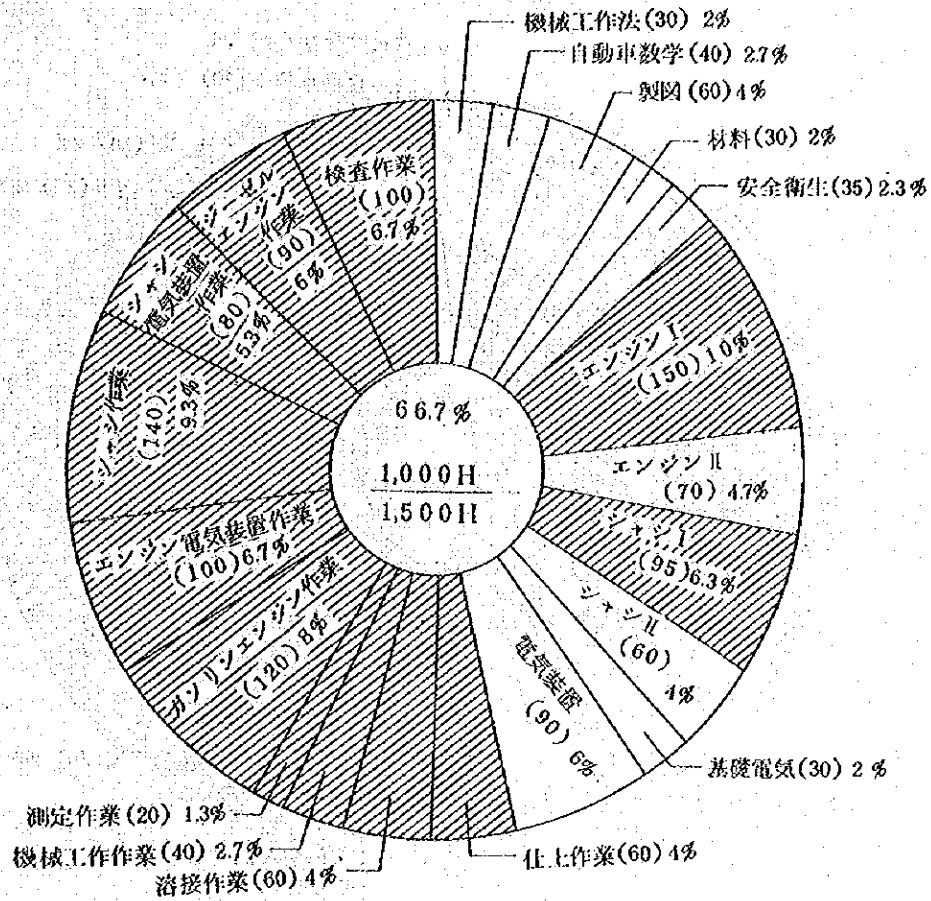 機械工作法(30) 2%
自動車数学(40) 2.7%
製図(60)4%
材料(30) 2%
安全衛生(35)2.3%
エンジンI
(150)10%
エンジンII
(70) 4.7%
シャシI
(95)6.3%
シャシII
(60)
4%
基礎電気(30) 2%
電気装置
(90) 6%
仕上作業(60)4%
溶接作業(60)4%
機械工作作業(40) 2.7%
測定作業(20) 1.3%
ガソリンエンジン作業
(120)8%
エンジン電気装置作業
(100)6.7%
シャシ作業
(140)
9.3%
シャシ
電気装置
作業
(80)
5.3%
ジーゼル
エンジン
作業
(90)
6%
検査作業
(100)
6.7%
66.7%
1,000H
1,500H